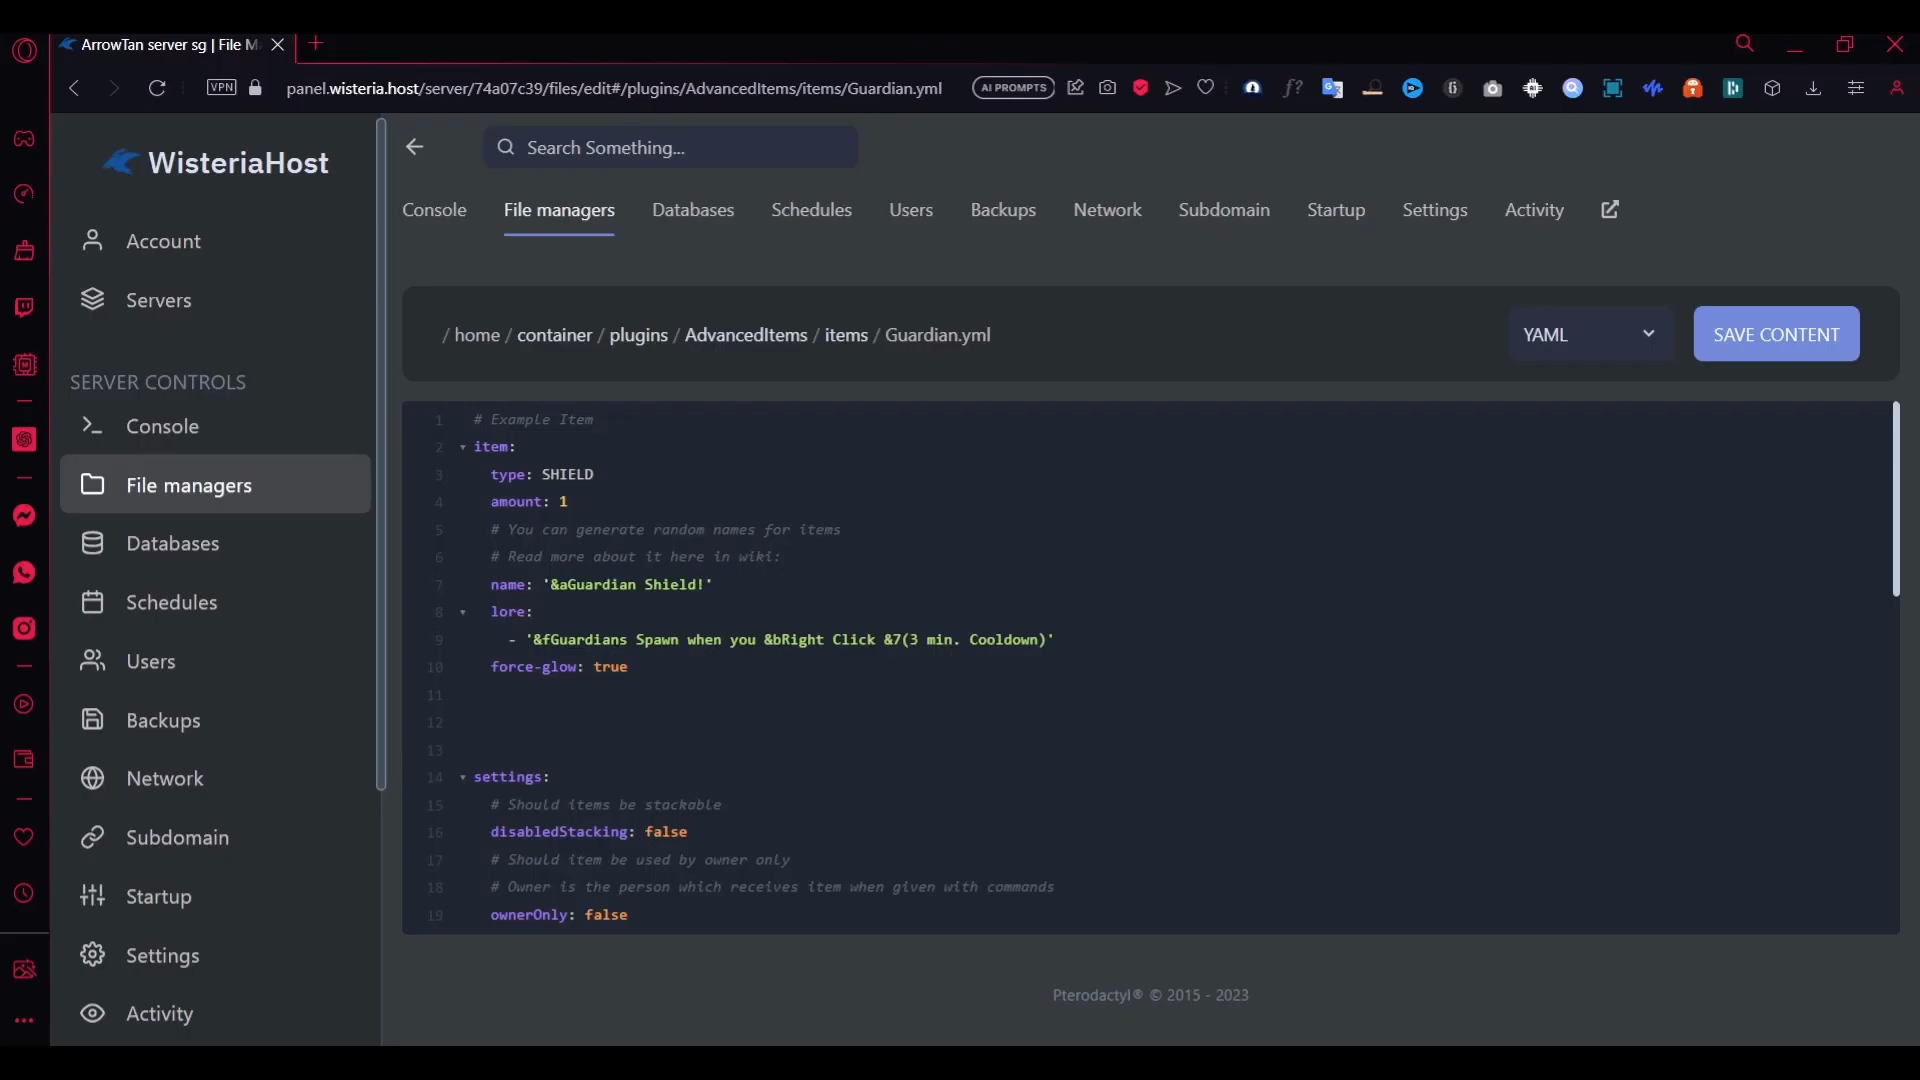 ArrowTan server sg | File M
VPN
panel.wisteria.host/server/74a07c39/files/edit#/plugins/AdvancedItems/items/Guardian.yml
AI PROMPTS
WisteriaHost
Search Something...
Console
File managers
Databases
Schedules
Users
Backups
Network
Subdomain
Startup
Settings
Activity
Account
Servers
SERVER CONTROLS
Console
File managers
Databases
Schedules
Users
Backups
Network
Subdomain
Startup
Settings
Activity
/ home / container / plugins / AdvancedItems / items / Guardian.yml
YAML
SAVE CONTENT
1 # Example Item
2 item:
3 type: SHIELD
4 amount: 1
5 # You can generate random names for items
6 # Read more about it here in wiki:
7 name: '&aGuardian Shield!'
8 lore:
9 - '&fGuardians Spawn when you &bRight Click &7(3 min. Cooldown)'
10 force-glow: true
11
12
13
14 settings:
15 # Should items be stackable
16 disabledStacking: false
17 # Should item be used by owner only
18 # Owner is the person which receives item when given with commands
19 ownerOnly: false
Pterodactyl® © 2015 - 2023